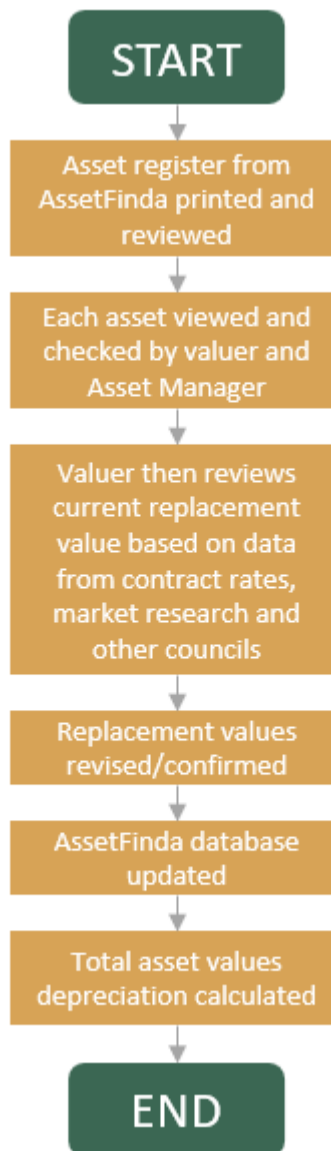 START
Asset register from
AssetFinda printed and
reviewed
Each asset viewed and
checked by valuer and
Asset Manager
Valuer then reviews
current replacement
value based on data
from contract rates,
market research and
other councils
Replacement values
revised/confirmed
AssetFinda database
updated
Total asset values
depreciation calculated
END